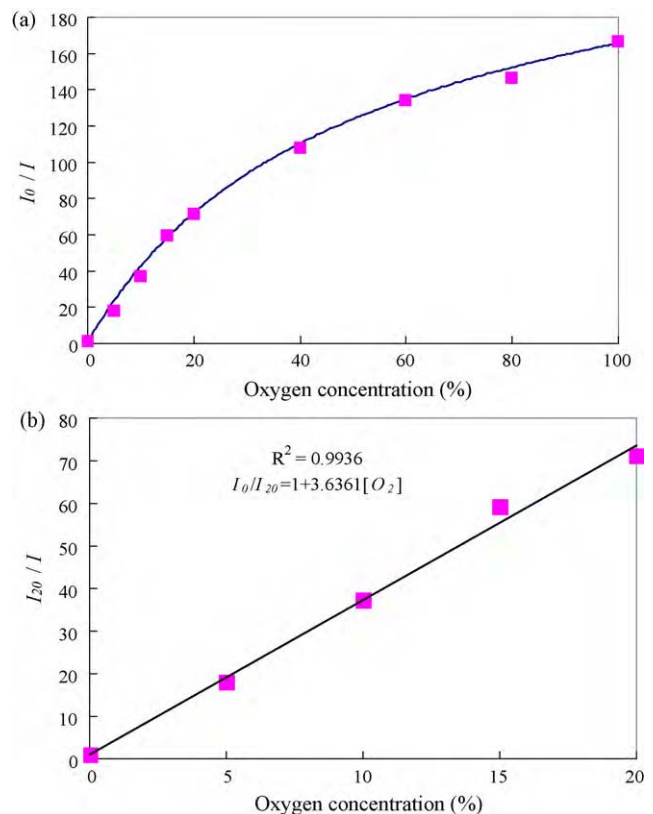 (a)
180
160
140
120
100
80
60
40
20
0
I0 / I
0 20 40 60 80 100
Oxygen concentration (%)
(b)
80
70
60
50
40
30
20
10
0
I20 / I
R² = 0.9936
I0/I20=1+3.6361[O2]
0 5 10 15 20
Oxygen concentration (%)